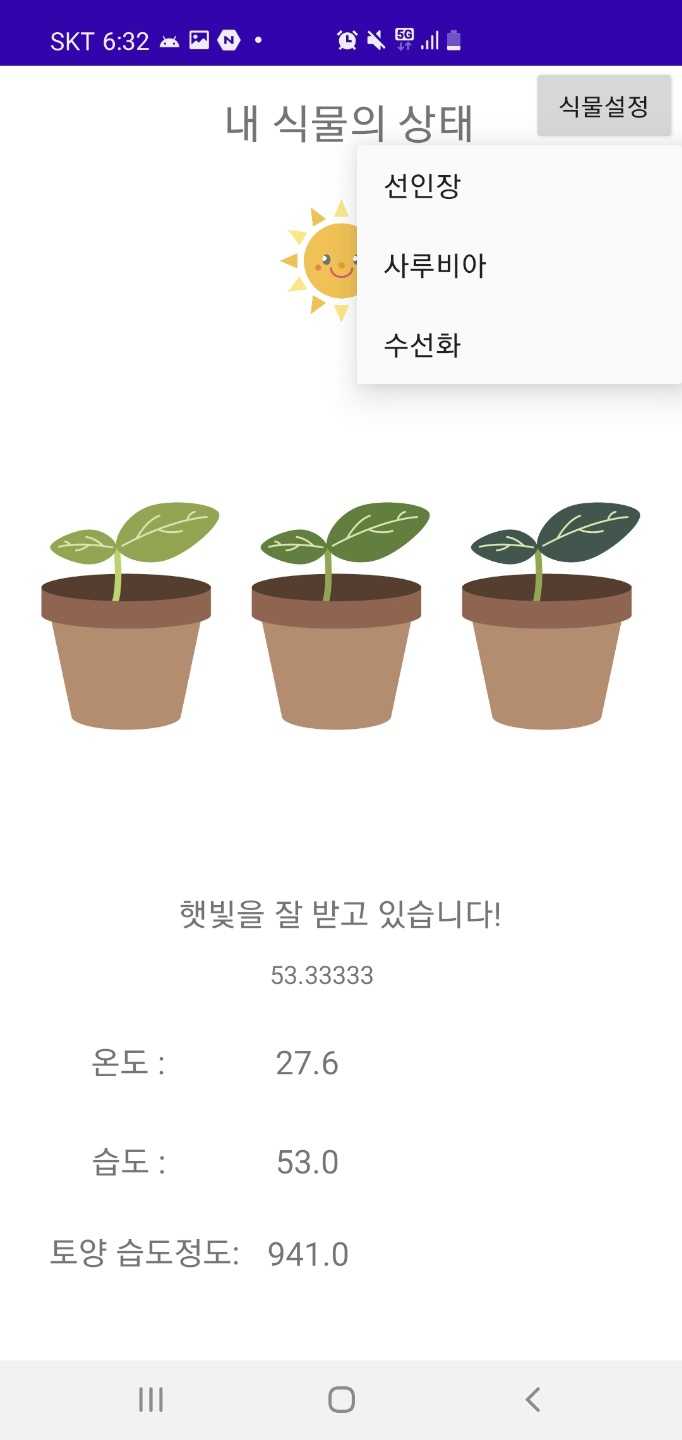 SKT 6:32
5G
내 식물의 상태
식물설정
선인장
사루비아
수선화
햇빛을 잘 받고 있습니다!
53.33333
온도 : 27.6
습도 : 53.0
토양 습도정도: 941.0